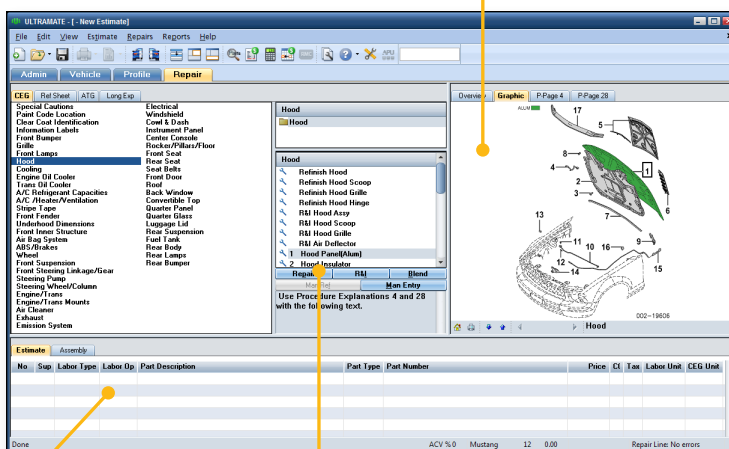 ULTRAMATE - [ - New Estimate]
File Edit View Estimate Repairs Reports Help
Admin Vehicle Profile Repair
CEG Ref Sheet ATG Long Exp
Special Cautions
Paint Code Location
Clear Coat Identification
Information Labels
Front Bumper
Grille
Front Lamps
Hood
Cooling
Engine Oil Cooler
Trans Oil Cooler
A/C Refrigerant Capacities
A/C /Heater/Ventilation
Stripe Tape
Front Fender
Underhood Dimensions
Front Inner Structure
Air Bag System
ABS/Brakes
Wheel
Front Suspension
Front Steering Linkage/Gear
Steering Pump
Steering Wheel/Column
Engine/Trans
Engine/Trans Mounts
Air Cleaner
Exhaust
Emission System
Electrical
Windshield
Cowl & Dash
Instrument Panel
Center Console
Rocker/Pillars/Floor
Front Seat
Rear Seat
Seat Belts
Front Door
Roof
Back Window
Convertible Top
Quarter Panel
Quarter Glass
Luggage Lid
Rear Suspension
Fuel Tank
Rear Body
Rear Lamps
Rear Bumper
Hood
Hood
Hood
Refinish Hood
Refinish Hood Scoop
Refinish Hood Grille
Refinish Hood Hinge
R&I Hood Assy
R&I Hood Scoop
R&I Hood Grille
R&I Air Deflector
1 Hood Panel(Alum)
2 Hood Insulator
Repair R&I Blend
Man Ref Man Entry
Use Procedure Explanations 4 and 28
with the following text.
Overview Graphic P-Page 4 P-Page 28
ALUM
17
5
8
4
1
2
3
6
7
13
11
10
16
9
12
14
15
002-19606
Hood
Estimate Assembly
No Sup Labor Type Labor Op Part Description Part Type Part Number Price Tax Labor Unit CEG Unit
Done ACV % 0 Mustang 12 0.00 Repair Line: No errors